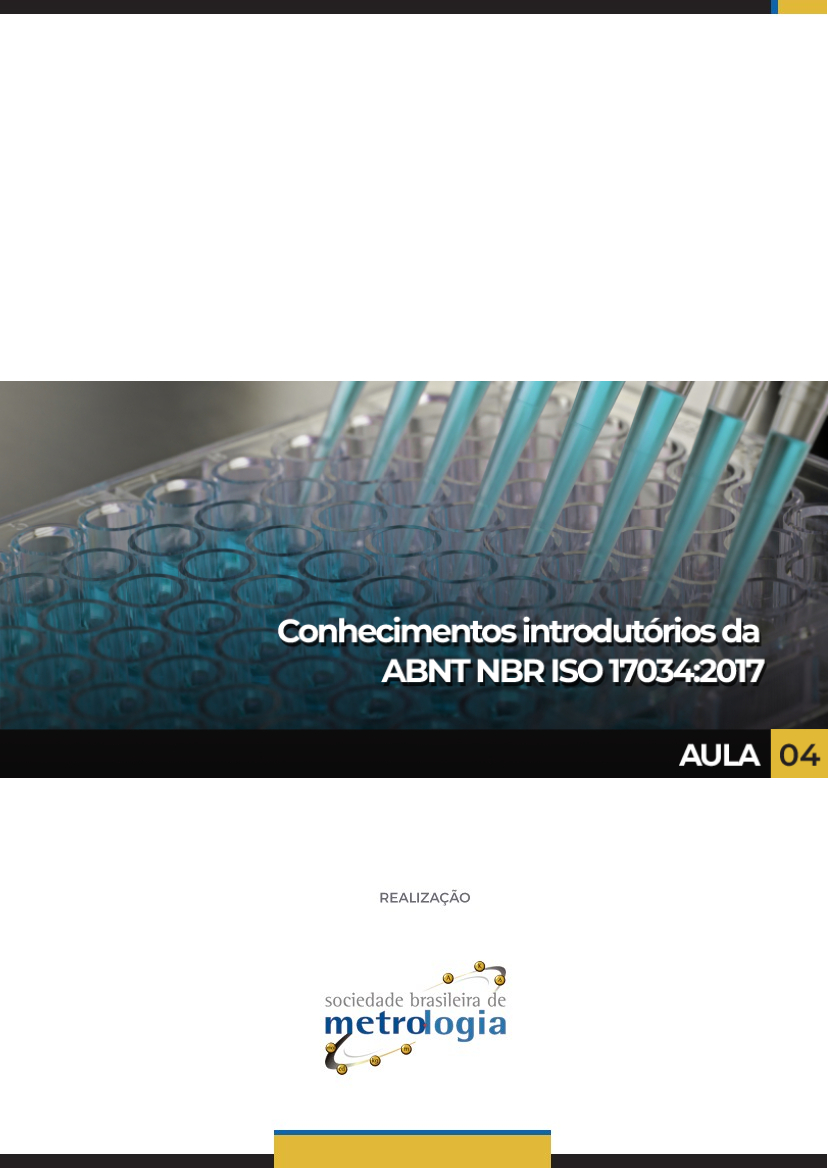 Conhecimentos introdutórios da
ABNT NBR ISO 17034:2017
AULA 04
REALIZAÇÃO
sociedade brasileira de
metrologia